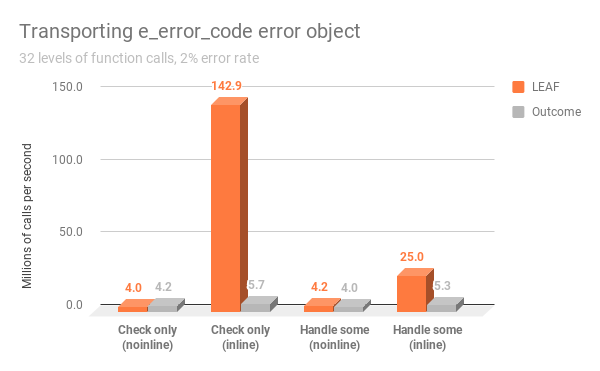 Transporting e_error_code error object
32 levels of function calls, 2% error rate
150.0
100.0
50.0
0.0
Millions of calls per second
4.0
4.2
142.9
5.7
4.2
4.0
25.0
5.3
Check only
(noinline)
Check only
(inline)
Handle some
(noinline)
Handle some
(inline)
LEAF
Outcome